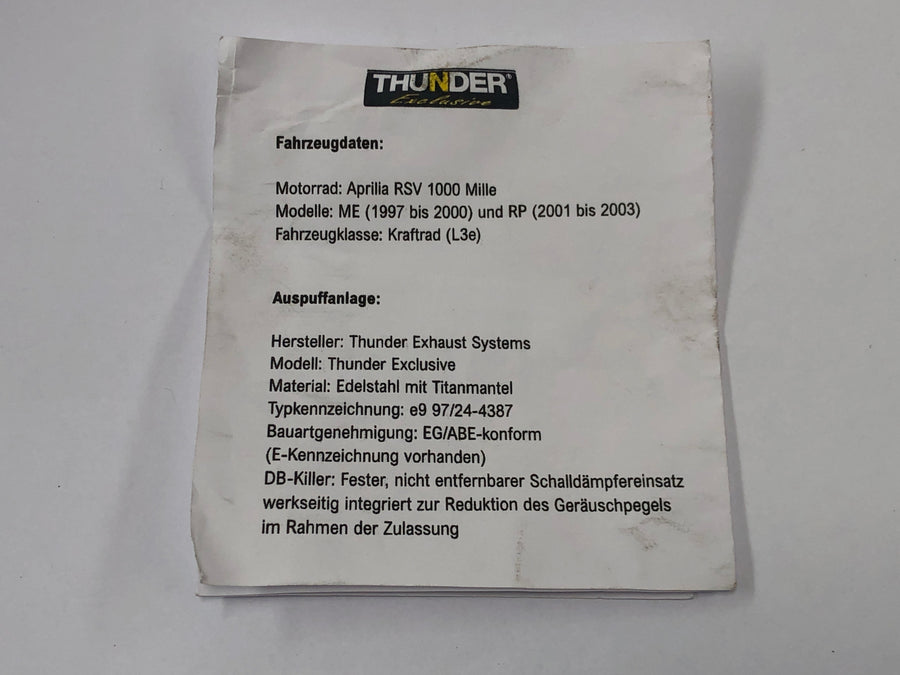 THUNDER®
Exclusive
Fahrzeugdaten:
Motorrad: Aprilia RSV 1000 Mille
Modelle: ME (1997 bis 2000) und RP (2001 bis 2003)
Fahrzeugklasse: Kraftrad (L3e)
Auspuffanlage:
Hersteller: Thunder Exhaust Systems
Modell: Thunder Exclusive
Material: Edelstahl mit Titanmantel
Typkennzeichnung: e9 97/24-4387
Bauartgenehmigung: EG/ABE-konform
(E-Kennzeichnung vorhanden)
DB-Killer: Fester, nicht entfernbarer Schalldämpfereinsatz
werkseitig integriert zur Reduktion des Geräuschpegels
im Rahmen der Zulassung